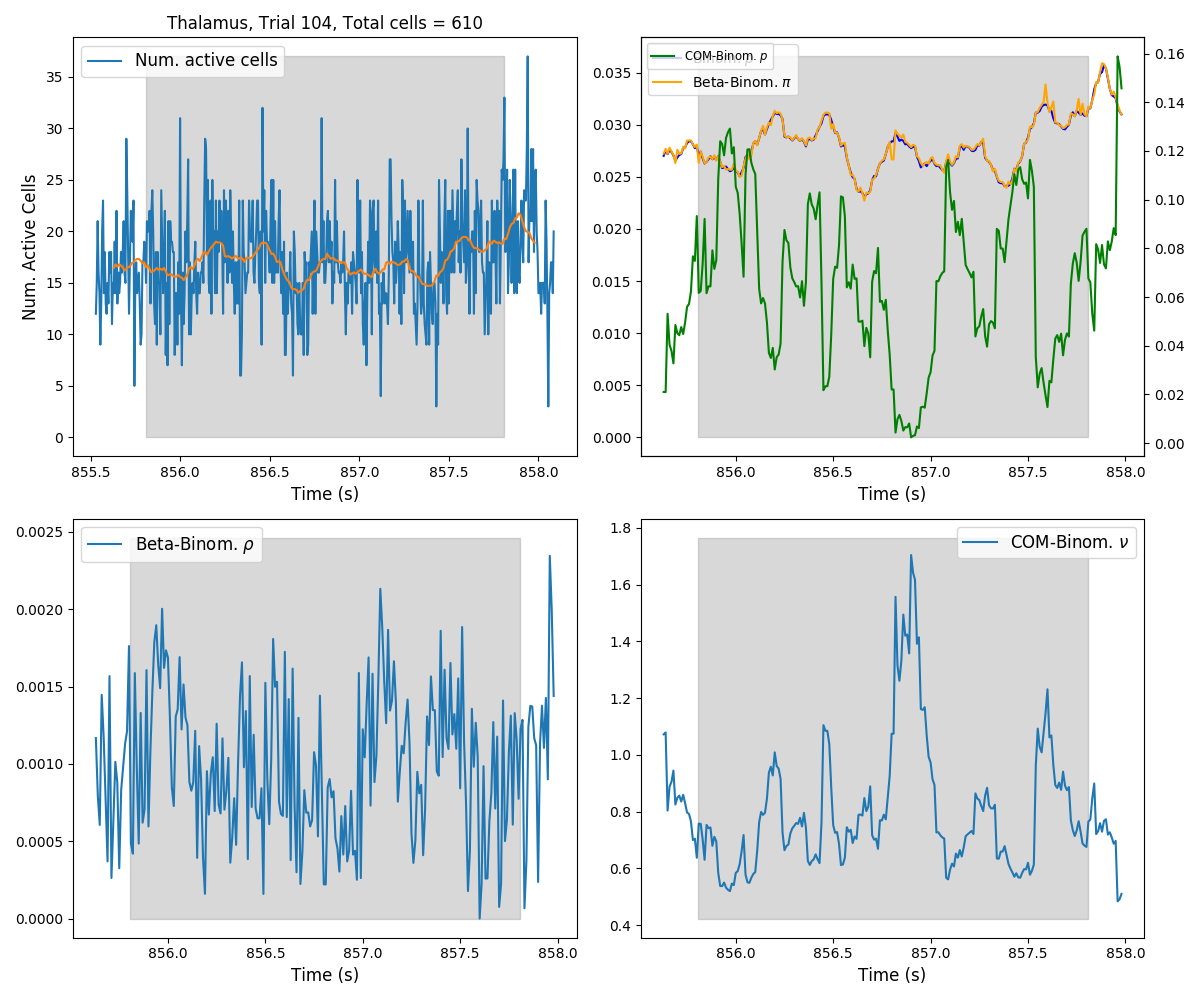 Thalamus, Trial 104, Total cells = 610
Num. active cells
Num. Active Cells
35
30
25
20
15
10
5
0
855.5 856.0 856.5 857.0 857.5 858.0
Time (s)
COM-Binom. p
Beta-Binom. π
0.035
0.030
0.025
0.020
0.015
0.010
0.005
0.000
0.16
0.14
0.12
0.10
0.08
0.06
0.04
0.02
0.00
856.0 856.5 857.0 857.5 858.0
Time (s)
Beta-Binom. ρ
0.0025
0.0020
0.0015
0.0010
0.0005
0.0000
856.0 856.5 857.0 857.5 858.0
Time (s)
COM-Binom. ν
1.8
1.6
1.4
1.2
1.0
0.8
0.6
0.4
856.0 856.5 857.0 857.5 858.0
Time (s)